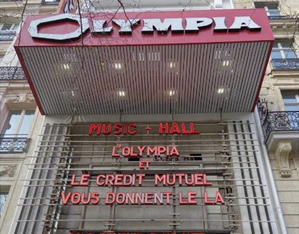 OLYMPIA
MUSIC - HALL
L'OLYMPIA
ET
LE CREDIT MUTUEL
VOUS DONNENT LE LA